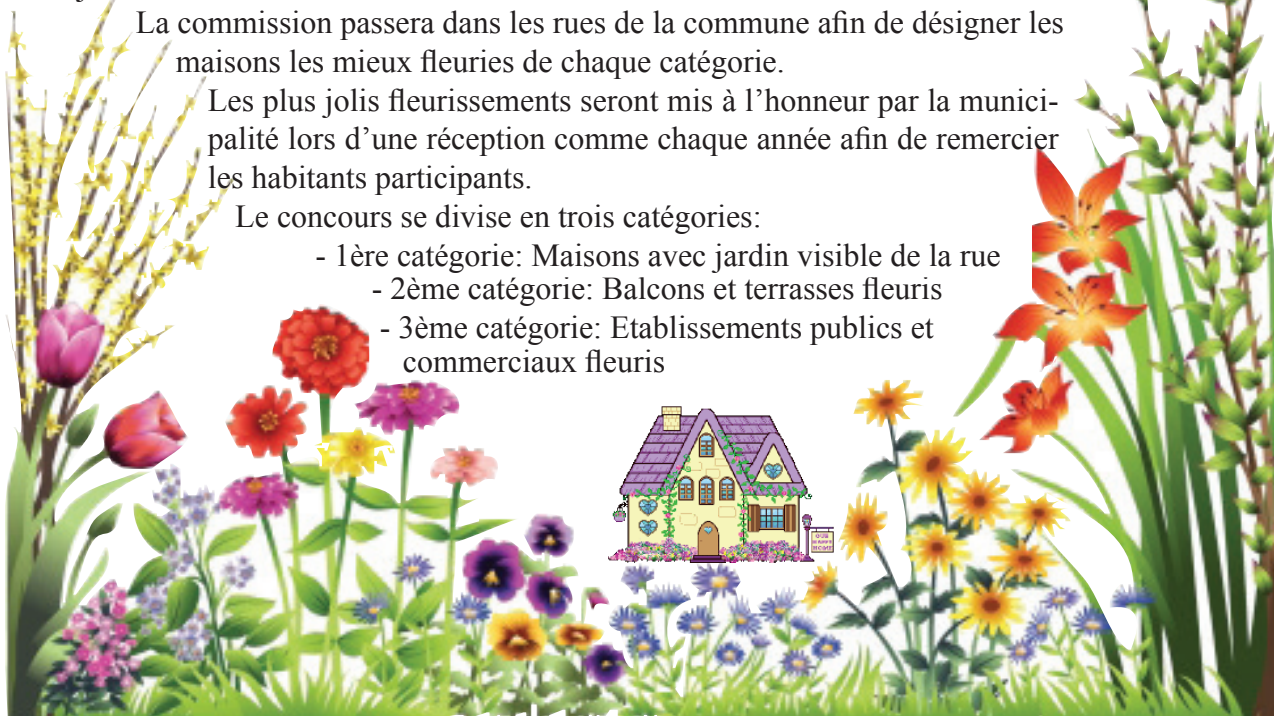 La commission passera dans les rues de la commune afin de désigner les
maisons les mieux fleuries de chaque catégorie.
Les plus jolis fleurissements seront mis à l’honneur par la munici-
palité lors d’une réception comme chaque année afin de remercier
les habitants participants.
Le concours se divise en trois catégories:
- 1ère catégorie: Maisons avec jardin visible de la rue
- 2ème catégorie: Balcons et terrasses fleuris
- 3ème catégorie: Etablissements publics et
commerciaux fleuris
OUR
HAPPY
HOME